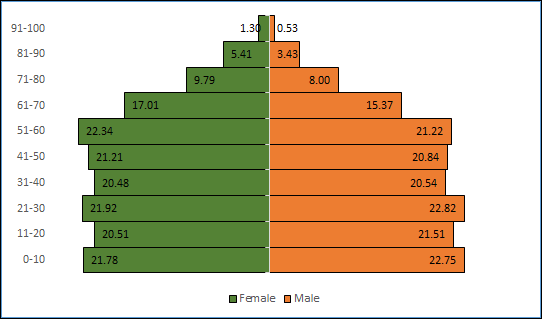 91-100 1.30 0.53
81-90 5.41 3.43
71-80 9.79 8.00
61-70 17.01 15.37
51-60 22.34 21.22
41-50 21.21 20.84
31-40 20.48 20.54
21-30 21.92 22.82
11-20 20.51 21.51
0-10 21.78 22.75
Female Male